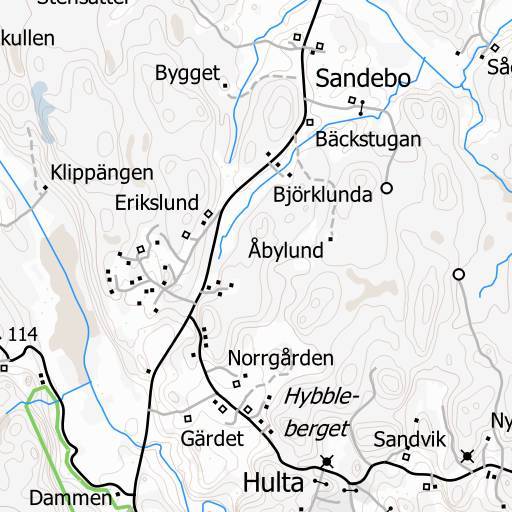 kullen
Bygget
Sandebo
Bäckstugan
Klippängen
Björklunda
Erikslund
Åbylund
114
Norrgården
Hybble-
berget
Gärdet
Sandvik
Ny
Hulta
Dammen